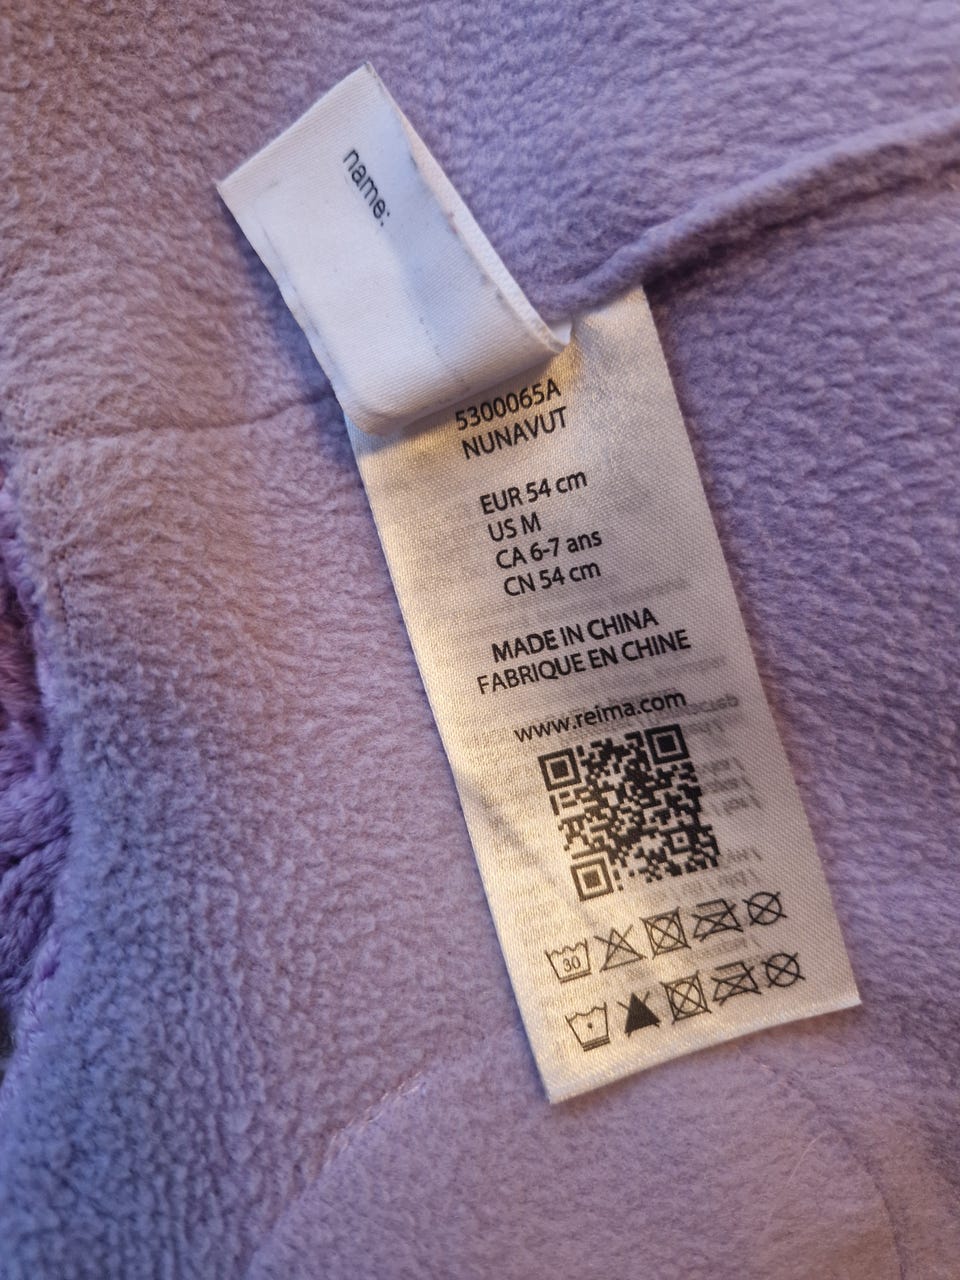 name:
5300065A
NUNAVUT
EUR 54 cm
US M
CA 6-7 ans
CN 54 cm
MADE IN CHINA
FABRIQUE EN CHINE
www.reima.com
30